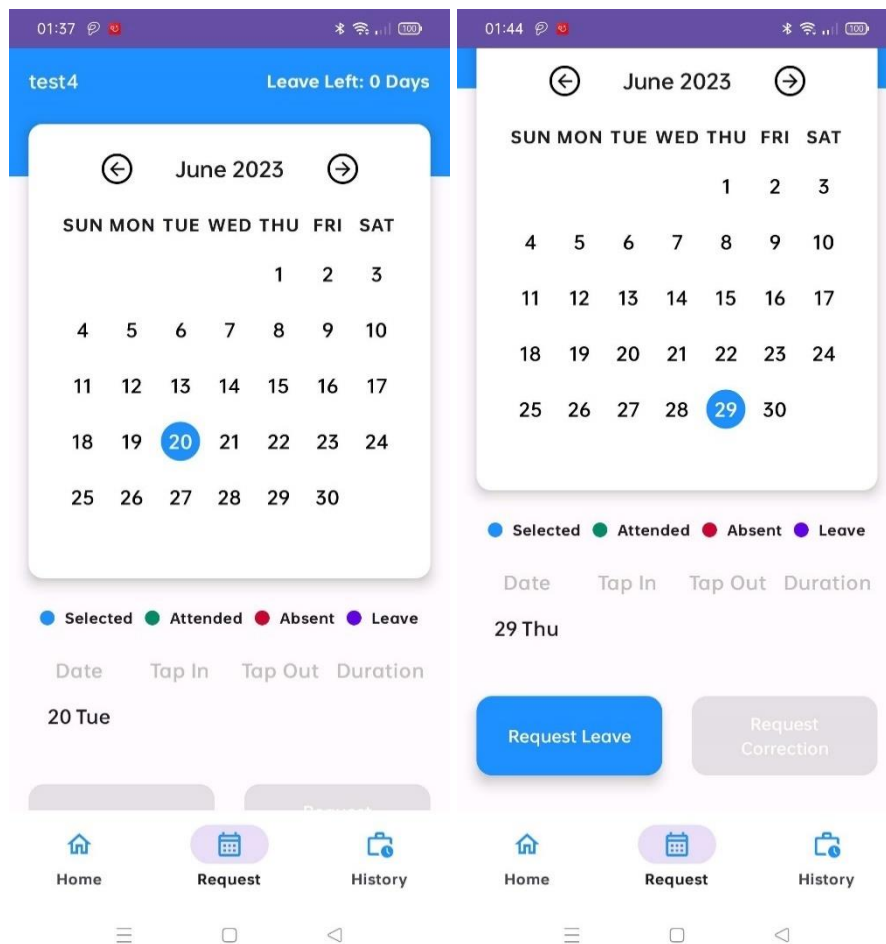 01:37 100
test4 Leave Left: 0 Days
June 2023
SUN MON TUE WED THU FRI SAT
1 2 3
4 5 6 7 8 9 10
11 12 13 14 15 16 17
18 19 20 21 22 23 24
25 26 27 28 29 30
Selected Attended Absent Leave
Date Tap In Tap Out Duration
20 Tue
Home Request History
01:44 100
June 2023
SUN MON TUE WED THU FRI SAT
1 2 3
4 5 6 7 8 9 10
11 12 13 14 15 16 17
18 19 20 21 22 23 24
25 26 27 28 29 30
Selected Attended Absent Leave
Date Tap In Tap Out Duration
29 Thu
Request Leave
Request
Correction
Home Request History